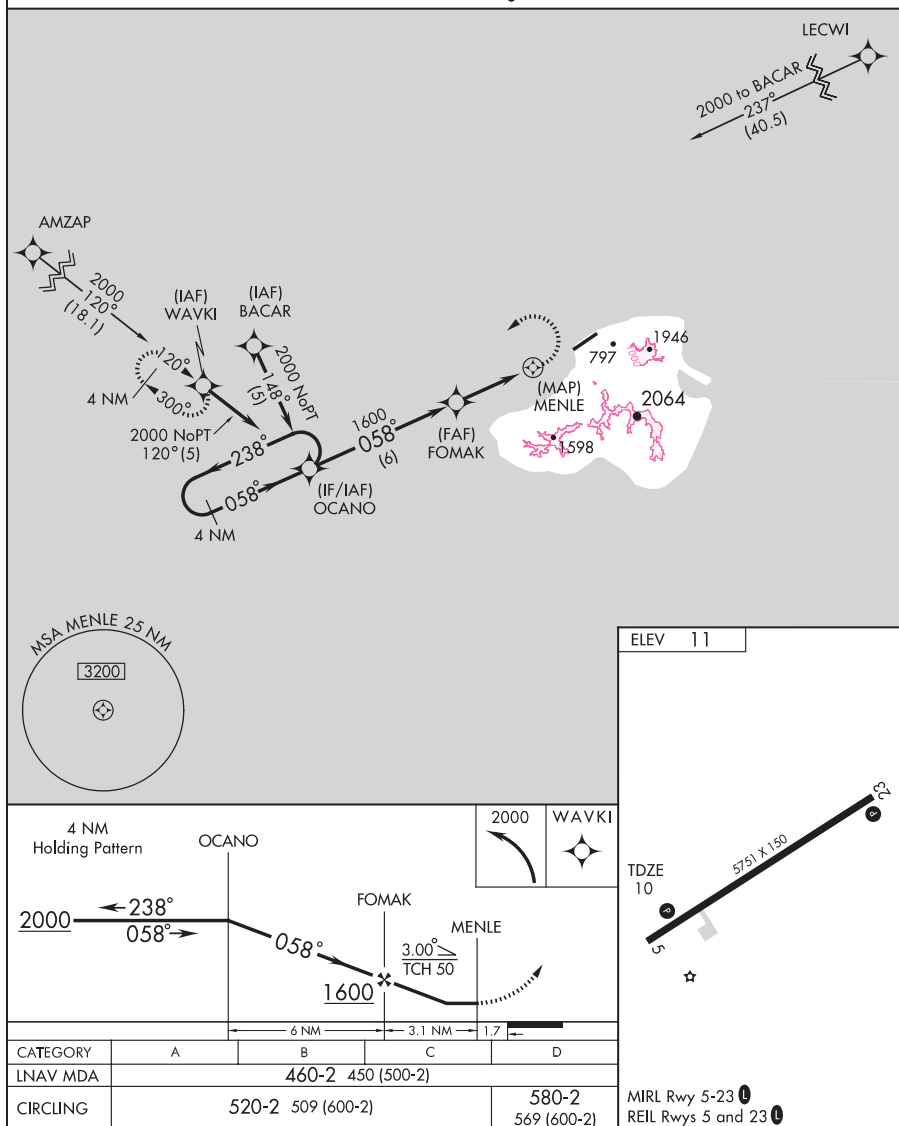 LECWI
2000 to BACAR
237°
(40.5)
AMZAP
2000
120°
(18.1)
(IAF)
WAVKI
(IAF)
BACAR
120°
300°
4 NM
2000 NoPT
148°
(5)
2000 NoPT
120° (5)
238°
058°
4 NM
(IF/IAF)
OCANO
1600
058°
(6)
(FAF)
FOMAK
(MAP)
MENLE
797
1946
2064
1598
MSA MENLE 25 NM
3200
ELEV 11
TDZE
10
5751 X 150
5
23
P
P
MIRL Rwy 5-23 L
REIL Rwys 5 and 23 L
4 NM
Holding Pattern
OCANO
2000
WAVKI
2000
238°
058°
058°
FOMAK
1600
3.00°
TCH 50
MENLE
6 NM
3.1 NM
1.7
CATEGORY A B C D
LNAV MDA 460-2 450 (500-2)
CIRCLING 520-2 509 (600-2) 580-2
569 (600-2)